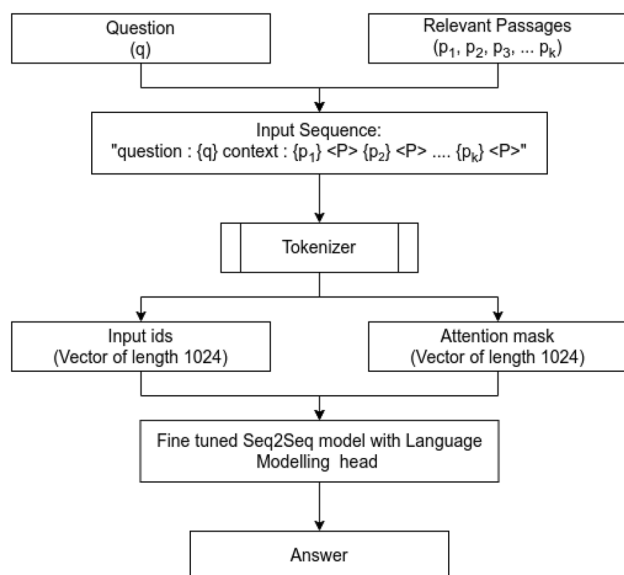 Question
(q)
Relevant Passages
(p1, p2, p3, ... pk)
Input Sequence:
"question : {q} context : {p1} <P> {p2} <P> .... {pk} <P>"
Tokenizer
Input ids
(Vector of length 1024)
Attention mask
(Vector of length 1024)
Fine tuned Seq2Seq model with Language
Modelling head
Answer